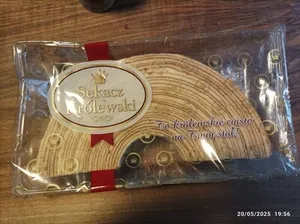 Sękacz
Królewski
To królewskie ciasto
na Twój stół!
20/05/2025 19:56